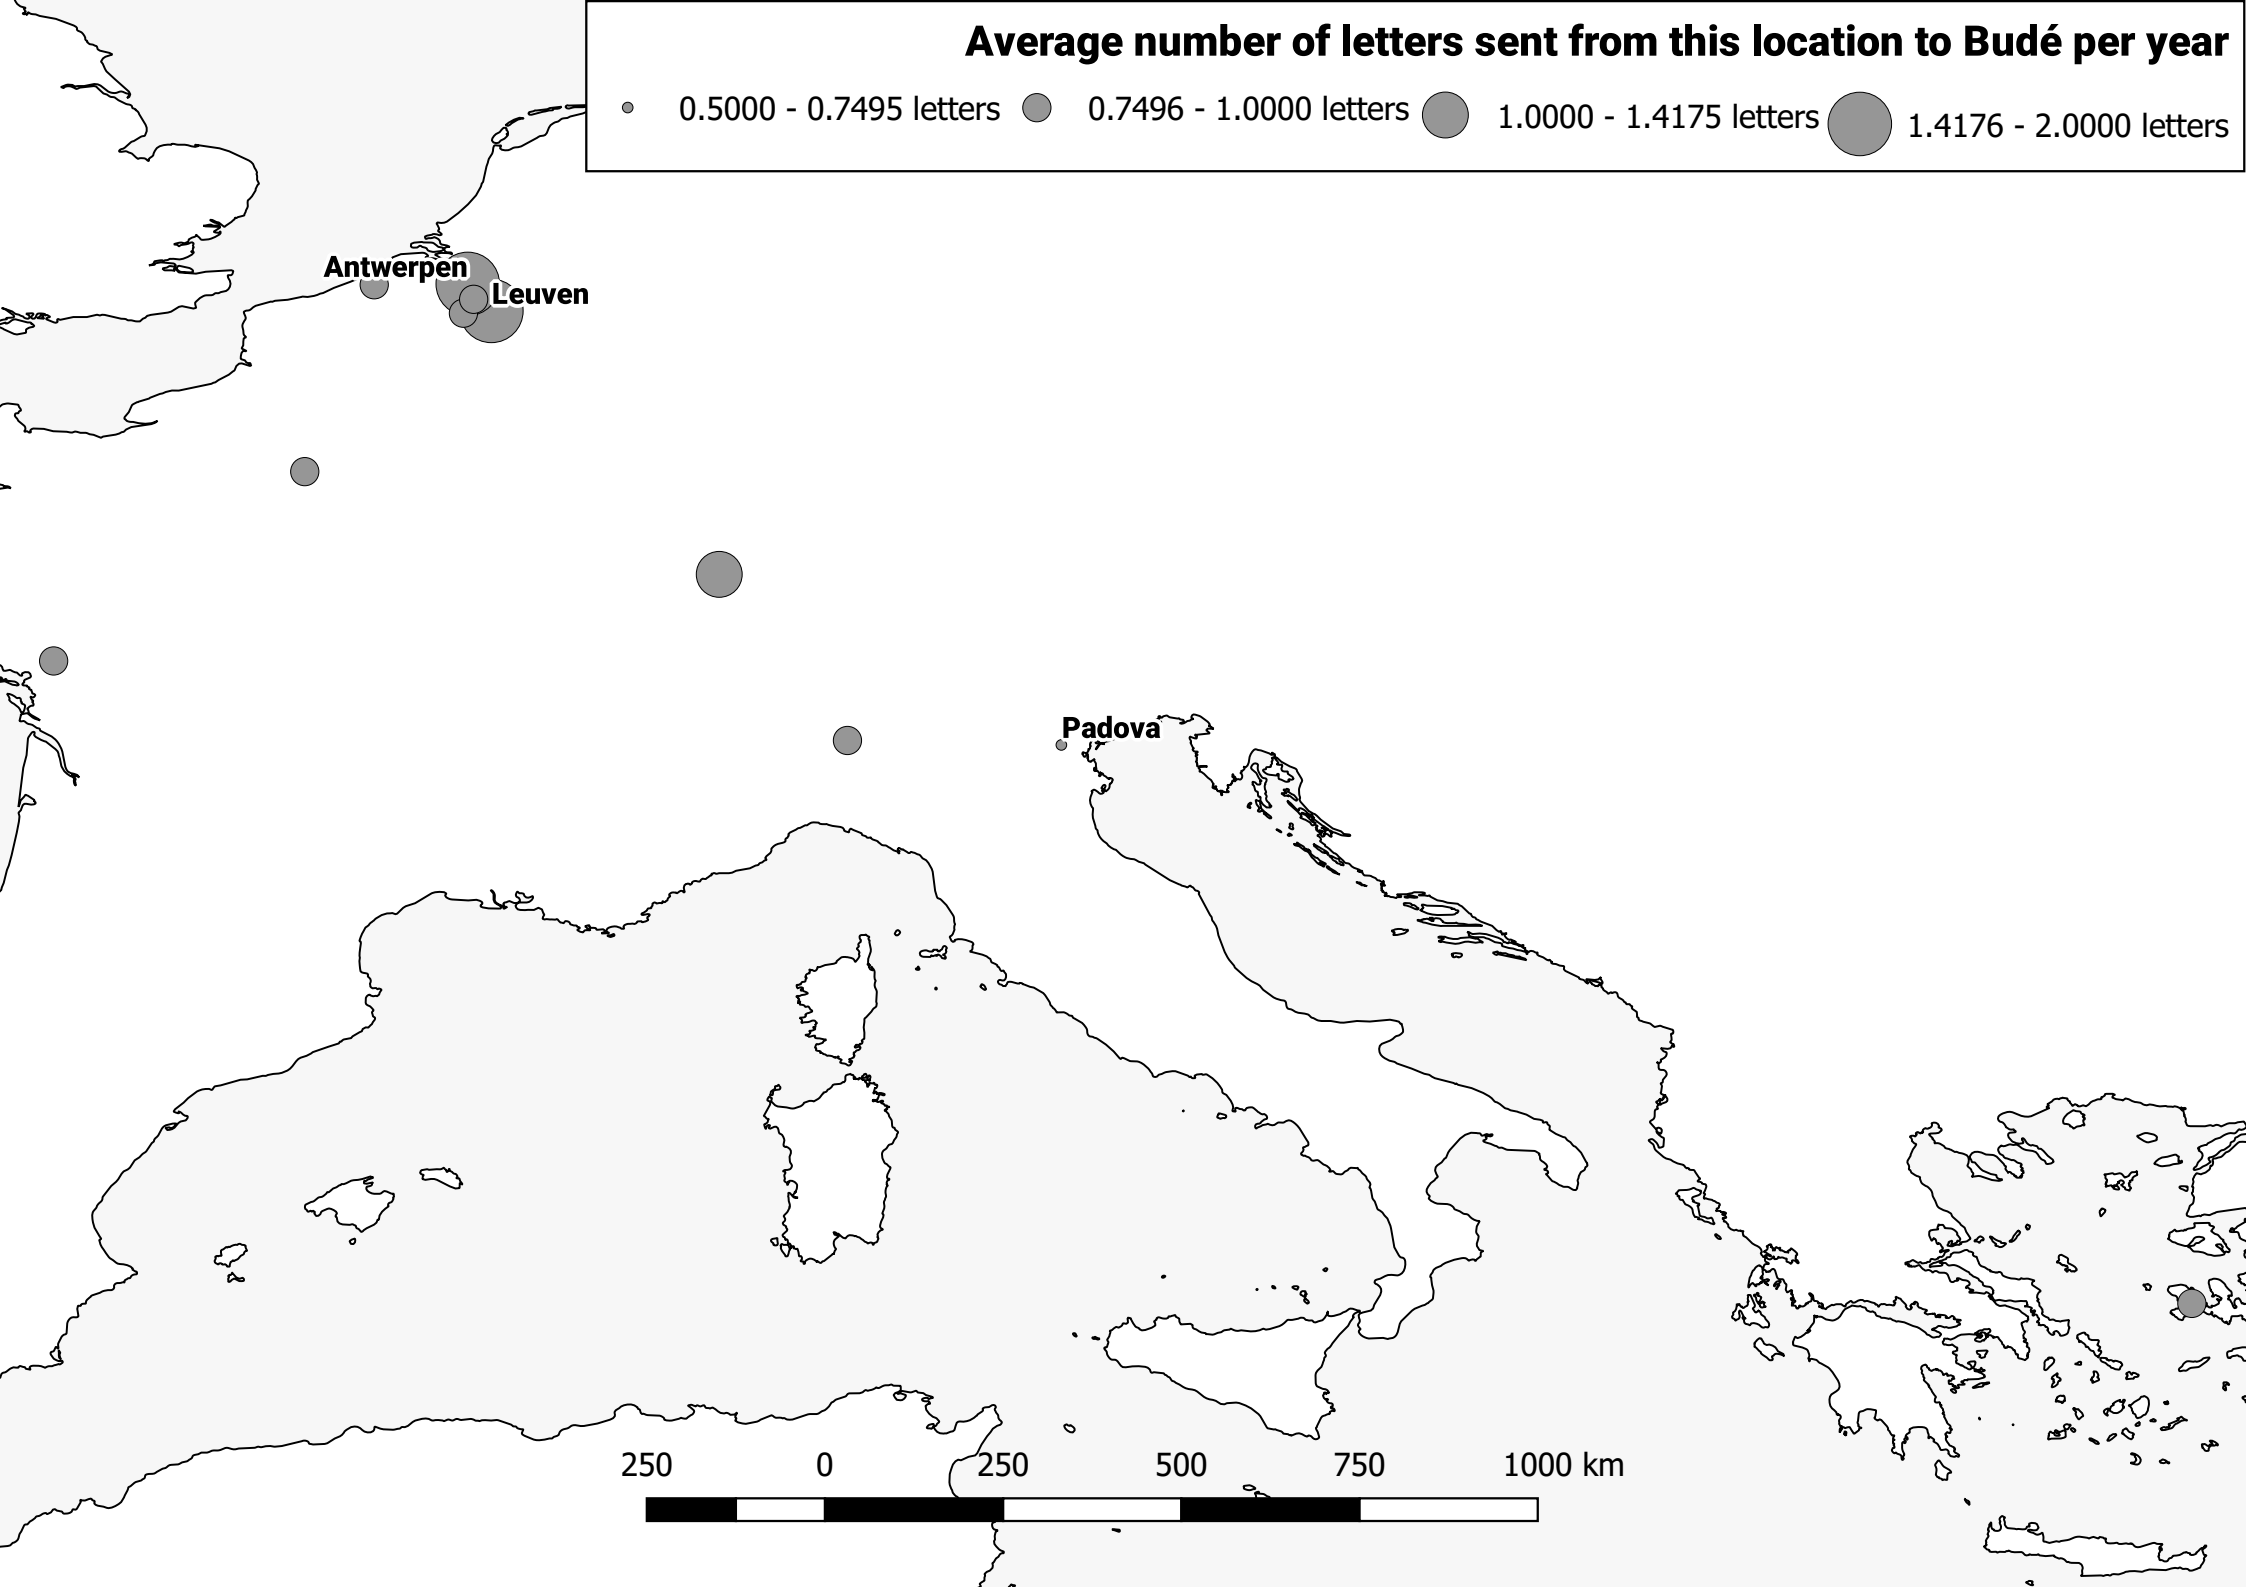 Average number of letters sent from this location to Budé per year
0.5000 - 0.7495 letters 0.7496 - 1.0000 letters 1.0000 - 1.4175 letters 1.4176 - 2.0000 letters
Antwerpen
Leuven
Padova
250 0 250 500 750 1000 km